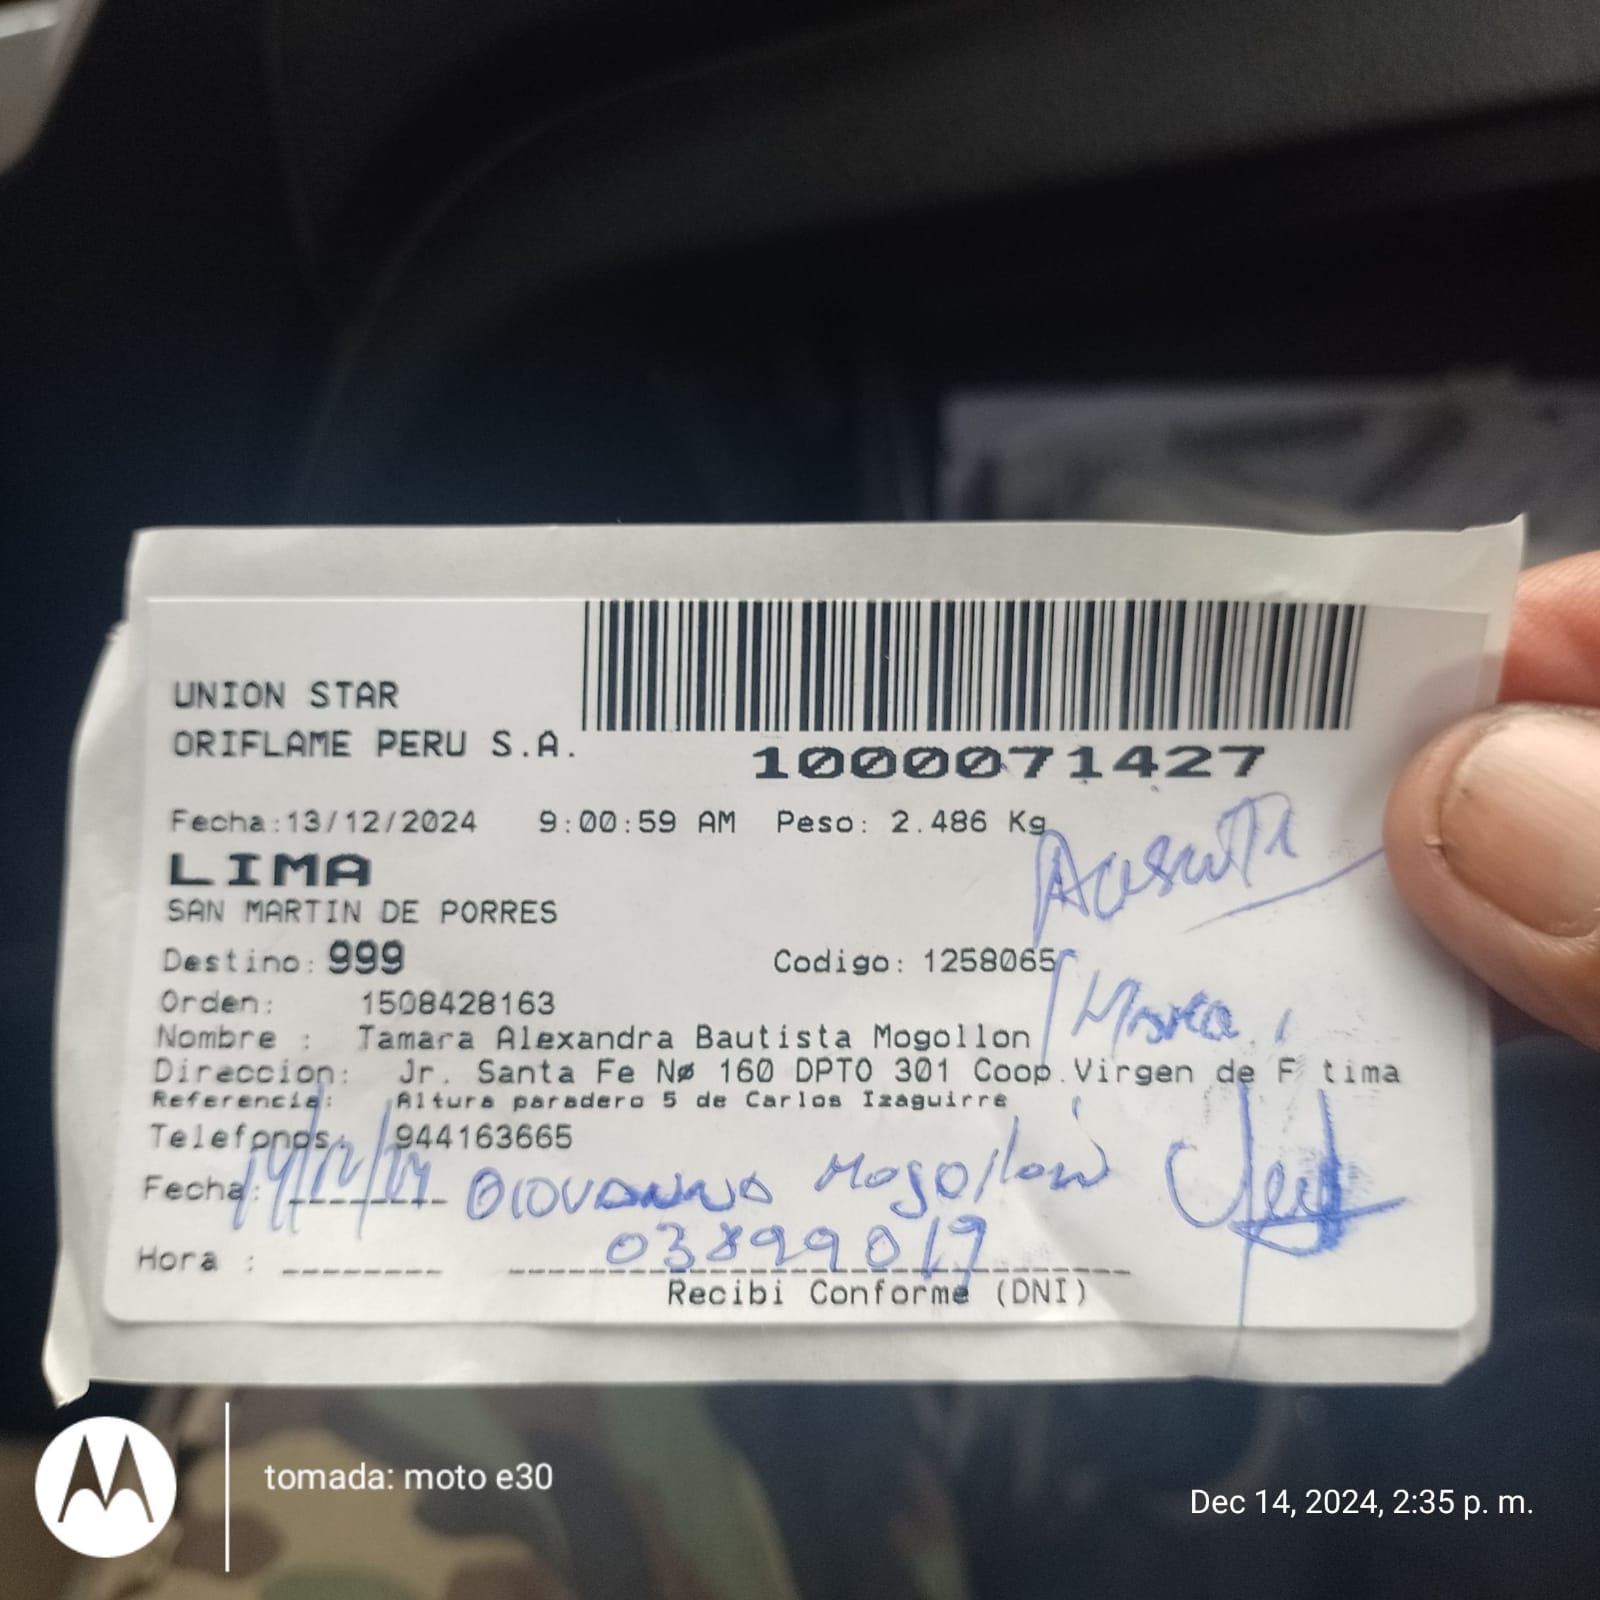 UNION STAR
ORIFLAME PERU S.A.
1000071427
Fecha:13/12/2024 9:00:59 AM Peso: 2.486 Kg
LIMA
SAN MARTIN DE PORRES
Destino: 999 Codigo: 1258065
Orden: 1508428163
Nombre : Tamara Alexandra Bautista Mogollon
Direccion: Jr. Santa Fe Nø 160 DPTO 301 Coop.Virgen de F tima
Referencia: Altura paradero 5 de Carlos Izaguirre
Telefonos: 944163665
Fecha: 14/12/24 GIOVANNA Mogollon
Hora : 03899019
Recibi Conforme (DNI)
tomada: moto e30
Dec 14, 2024, 2:35 p. m.